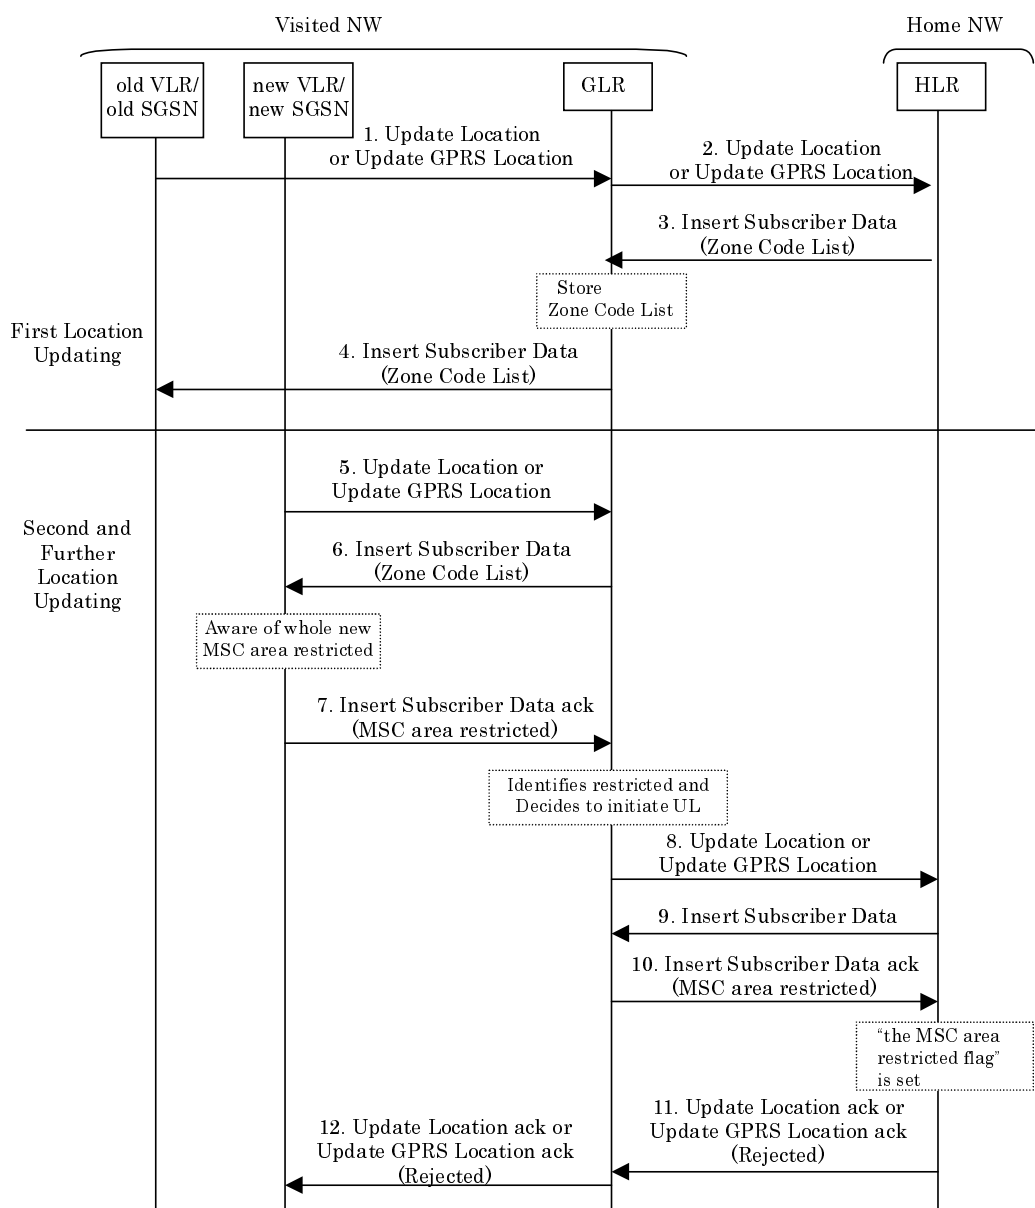 Visited NW
Home NW
old VLR/
old SGSN
new VLR/
new SGSN
GLR
HLR
1. Update Location
or Update GPRS Location
2. Update Location
or Update GPRS Location
3. Insert Subscriber Data
(Zone Code List)
Store
Zone Code List
First Location
Updating
4. Insert Subscriber Data
(Zone Code List)
5. Update Location or
Update GPRS Location
Second and
Further
Location
Updating
6. Insert Subscriber Data
(Zone Code List)
Aware of whole new
MSC area restricted
7. Insert Subscriber Data ack
(MSC area restricted)
Identifies restricted and
Decides to initiate UL
8. Update Location or
Update GPRS Location
9. Insert Subscriber Data
10. Insert Subscriber Data ack
(MSC area restricted)
“the MSC area
restricted flag”
is set
11. Update Location ack or
Update GPRS Location ack
(Rejected)
12. Update Location ack or
Update GPRS Location ack
(Rejected)